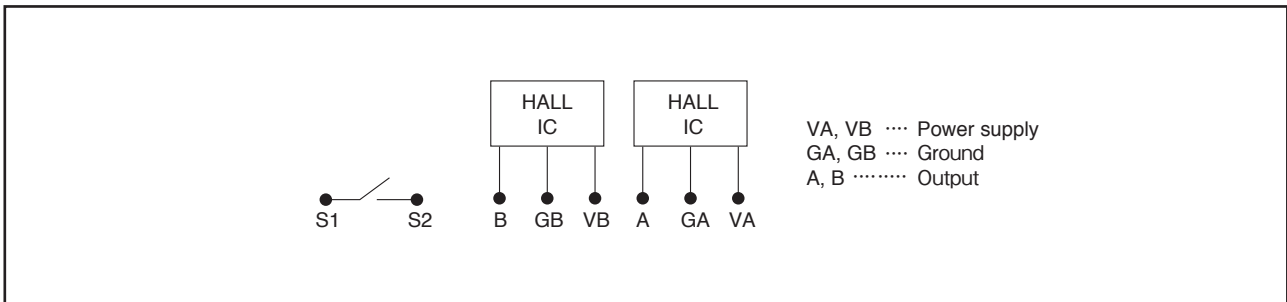 HALL
IC
HALL
IC
VA, VB ···· Power supply
GA, GB ···· Ground
A, B ········· Output
S1 S2 B GB VB A GA VA